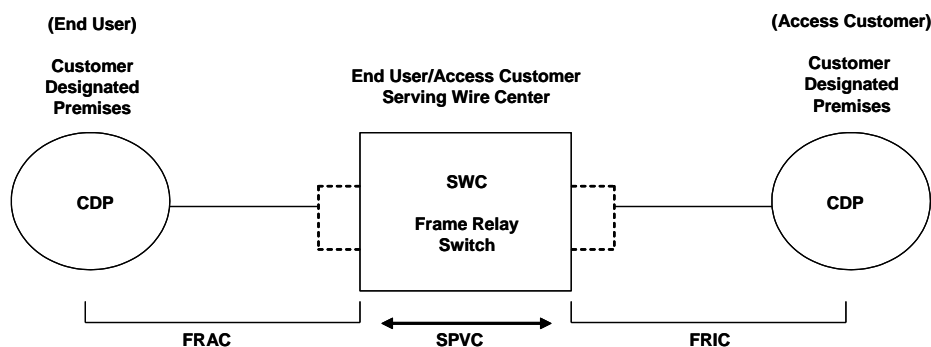 (End User)
Customer
Designated
Premises
CDP
End User/Access Customer
Serving Wire Center
SWC
Frame Relay
Switch
(Access Customer)
Customer
Designated
Premises
CDP
FRAC
SPVC
FRIC